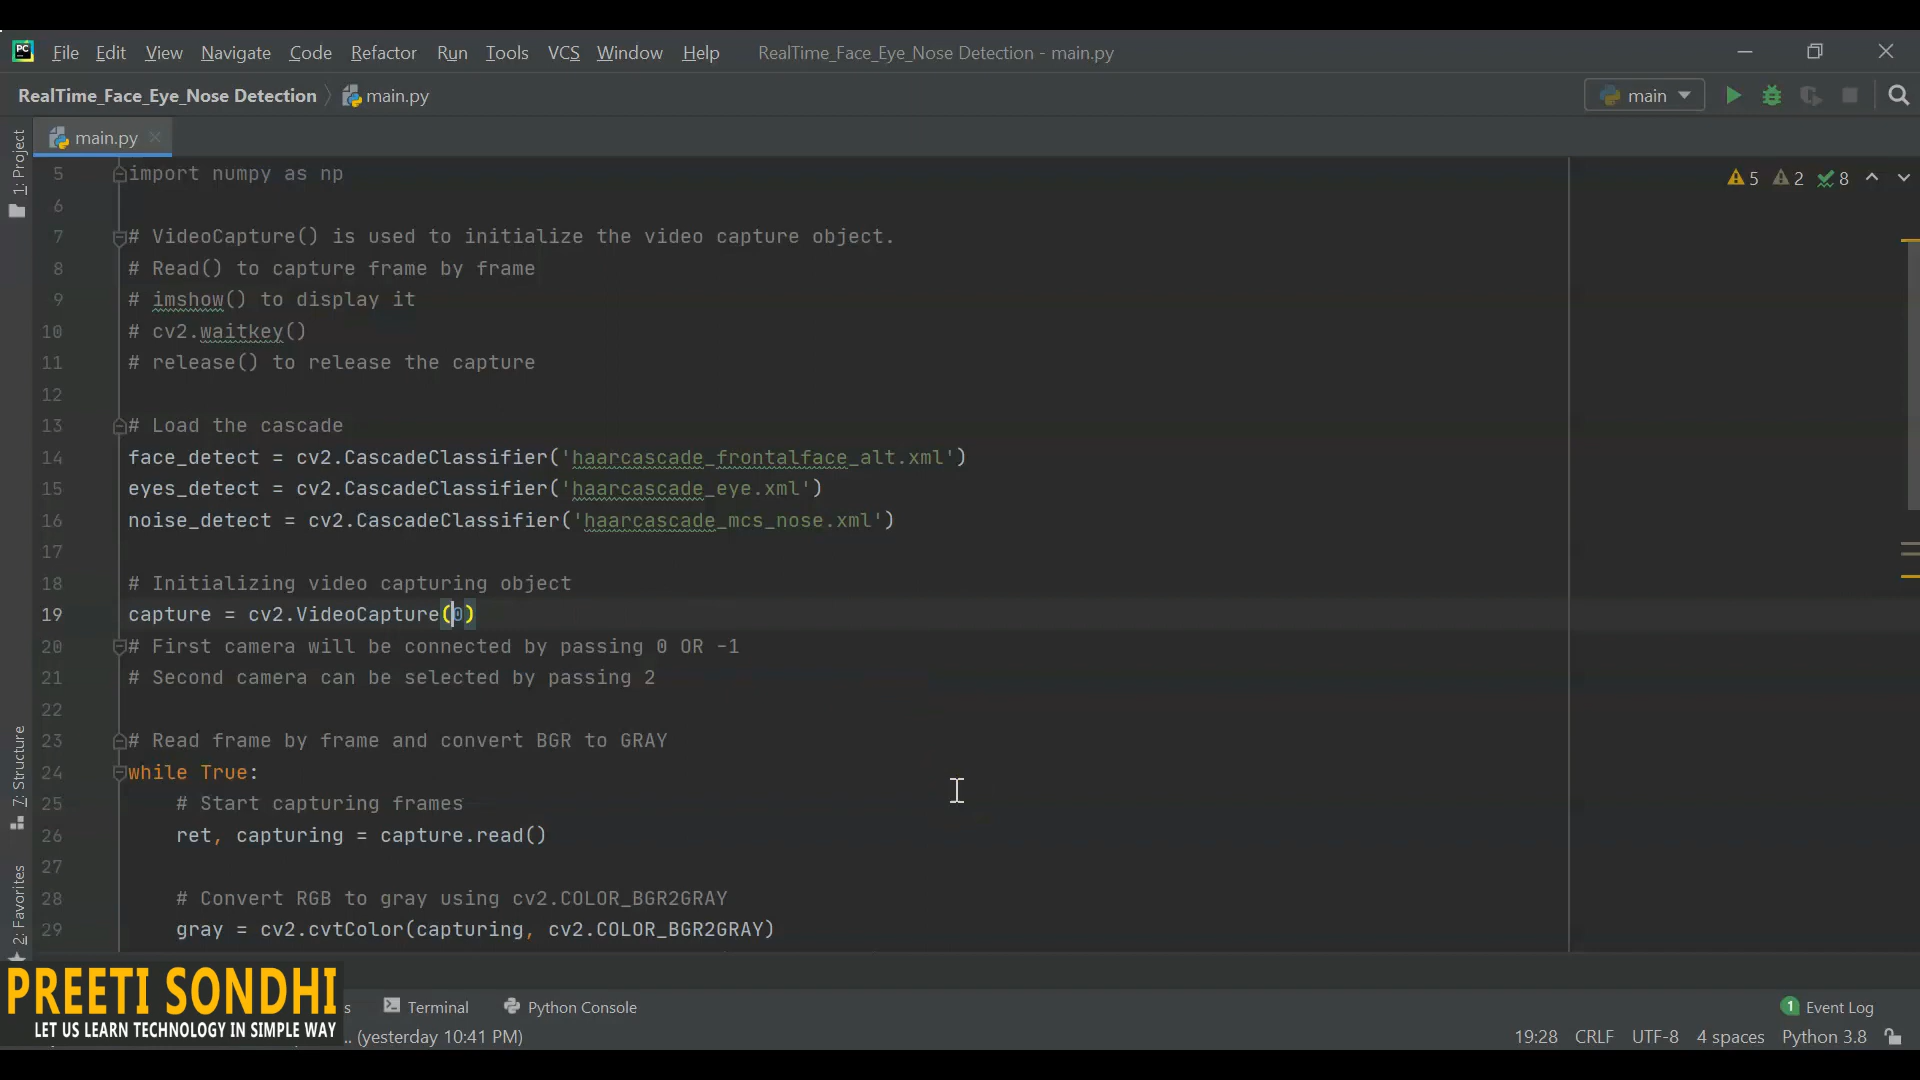 File Edit View Navigate Code Refactor Run Tools VCS Window Help RealTime_Face_Eye_Nose Detection - main.py
RealTime_Face_Eye_Nose Detection main.py main
main.py
1: Project
5 import numpy as np
5 2 8
6
7 # VideoCapture() is used to initialize the video capture object.
8 # Read() to capture frame by frame
9 # imshow() to display it
10 # cv2.waitkey()
11 # release() to release the capture
12
13 # Load the cascade
14 face_detect = cv2.CascadeClassifier('haarcascade_frontalface_alt.xml')
15 eyes_detect = cv2.CascadeClassifier('haarcascade_eye.xml')
16 noise_detect = cv2.CascadeClassifier('haarcascade_mcs_nose.xml')
17
18 # Initializing video capturing object
19 capture = cv2.VideoCapture(0)
20 # First camera will be connected by passing 0 OR -1
21 # Second camera can be selected by passing 2
22
23 # Read frame by frame and convert BGR to GRAY
24 while True:
25 # Start capturing frames
26 ret, capturing = capture.read()
27
28 # Convert RGB to gray using cv2.COLOR_BGR2GRAY
29 gray = cv2.cvtColor(capturing, cv2.COLOR_BGR2GRAY)
7: Structure
2: Favorites
PREETI SONDHI
LET US LEARN TECHNOLOGY IN SIMPLE WAY
s Terminal Python Console 1 Event Log
.. (yesterday 10:41 PM) 19:28 CRLF UTF-8 4 spaces Python 3.8